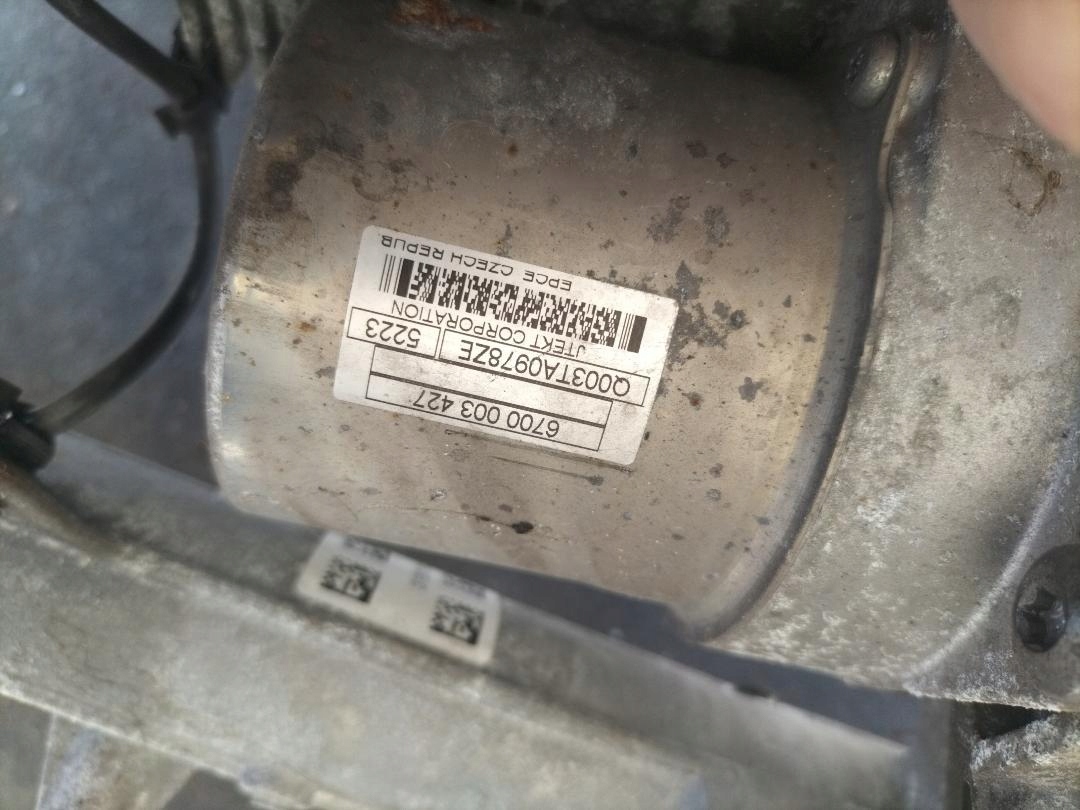 6700 003 427
Q003TA0978ZE 5223
JTEKT CORPORATION
EPCE CZECH REPUB